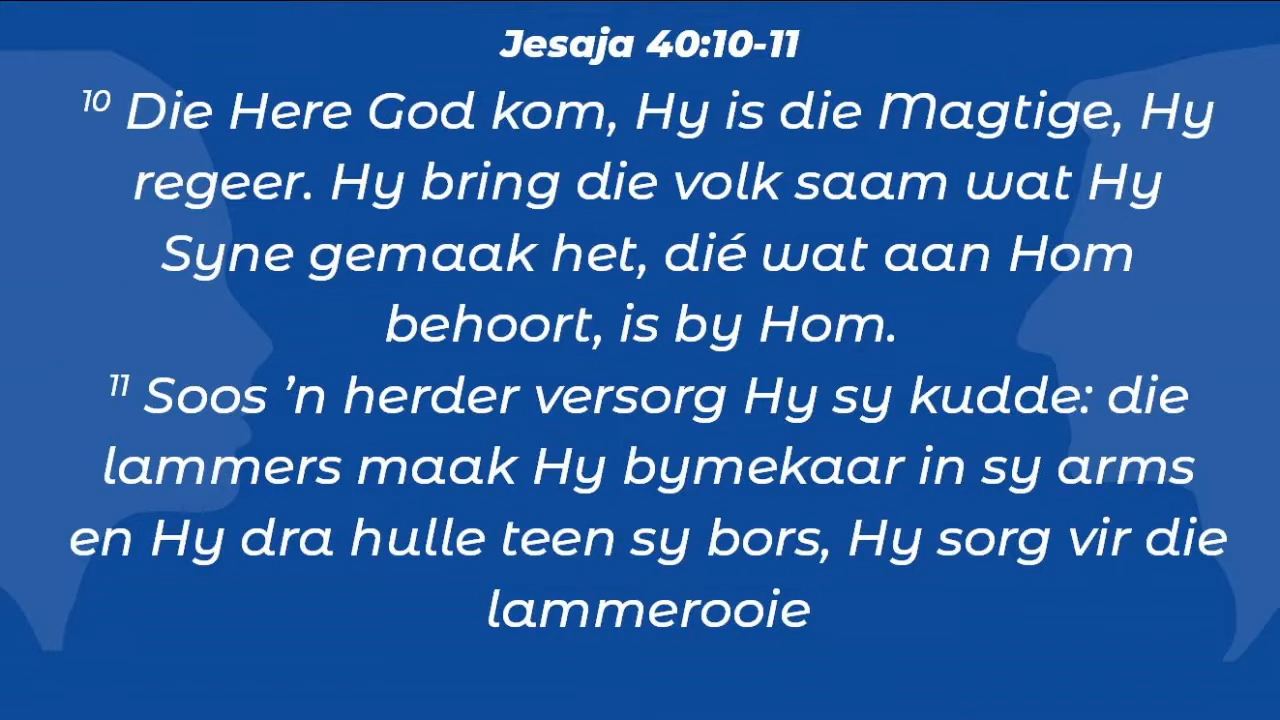 Jesaja 40:10-11
10 Die Here God kom, Hy is die Magtige, Hy
regeer. Hy bring die volk saam wat Hy
Syne gemaak het, dié wat aan Hom
behoort, is by Hom.
11 Soos ’n herder versorg Hy sy kudde: die
lammers maak Hy bymekaar in sy arms
en Hy dra hulle teen sy bors, Hy sorg vir die
lammerooie